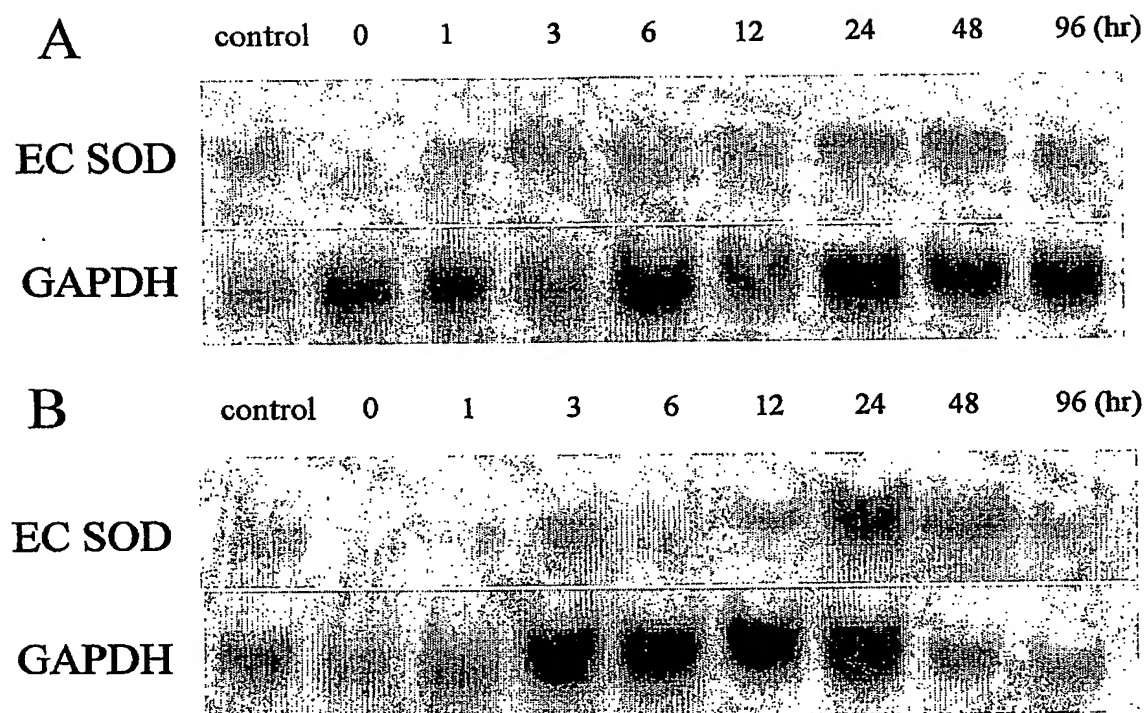 A control 0 1 3 6 12 24 48 96 (hr)
EC SOD
GAPDH
B control 0 1 3 6 12 24 48 96 (hr)
EC SOD
GAPDH